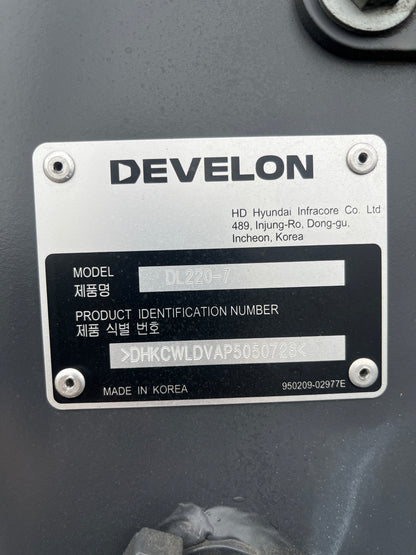 DEVELON
HD Hyundai Infracore Co. Ltd
489, Injung-Ro, Dong-gu,
Incheon, Korea
MODEL
제품명
DL220-7
PRODUCT IDENTIFICATION NUMBER
제품 식별 번호
>DHKCWLDVAP5050728<
MADE IN KOREA
950209-02977E